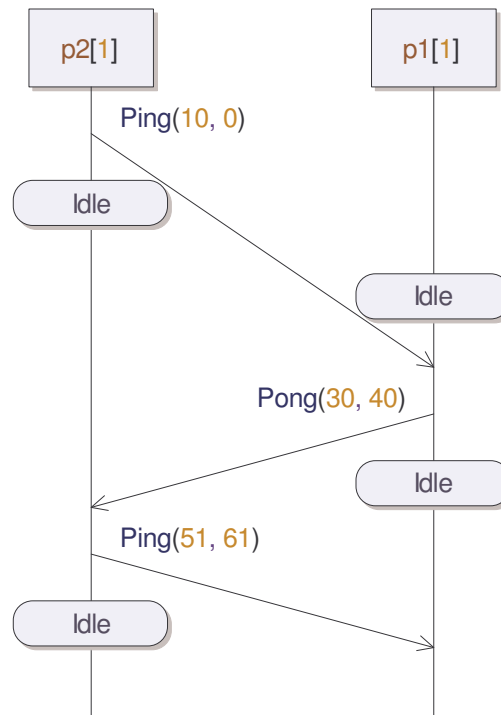 p2[1] p1[1]
Ping(10, 0)
Idle
Idle
Pong(30, 40)
Idle
Ping(51, 61)
Idle